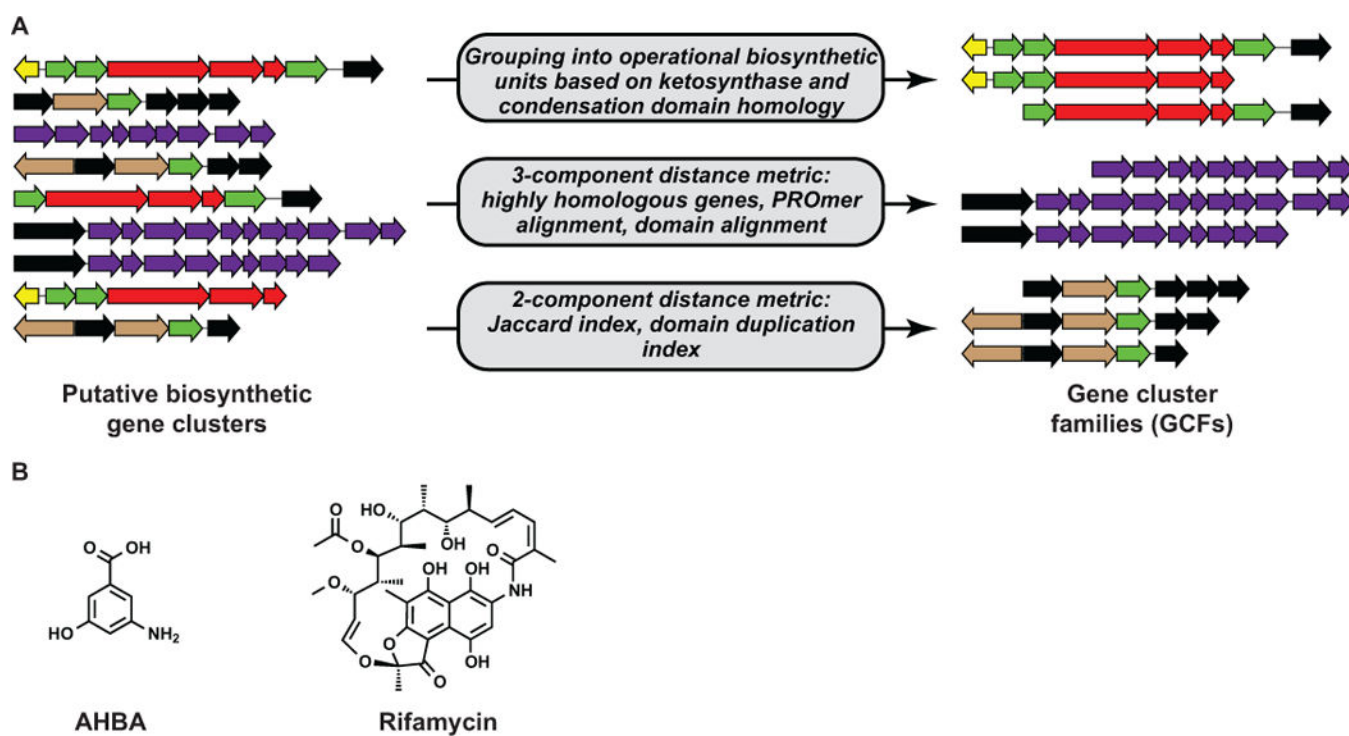 A
Grouping into operational biosynthetic
units based on ketosynthase and
condensation domain homology
3-component distance metric:
highly homologous genes, PROmer
alignment, domain alignment
2-component distance metric:
Jaccard index, domain duplication
index
Putative biosynthetic
gene clusters
Gene cluster
families (GCFs)
B
O
OH
HO
NH2
AHBA
O
O
HO
OH
O
OH
OH
O
NH
O
O
OH
O
Rifamycin